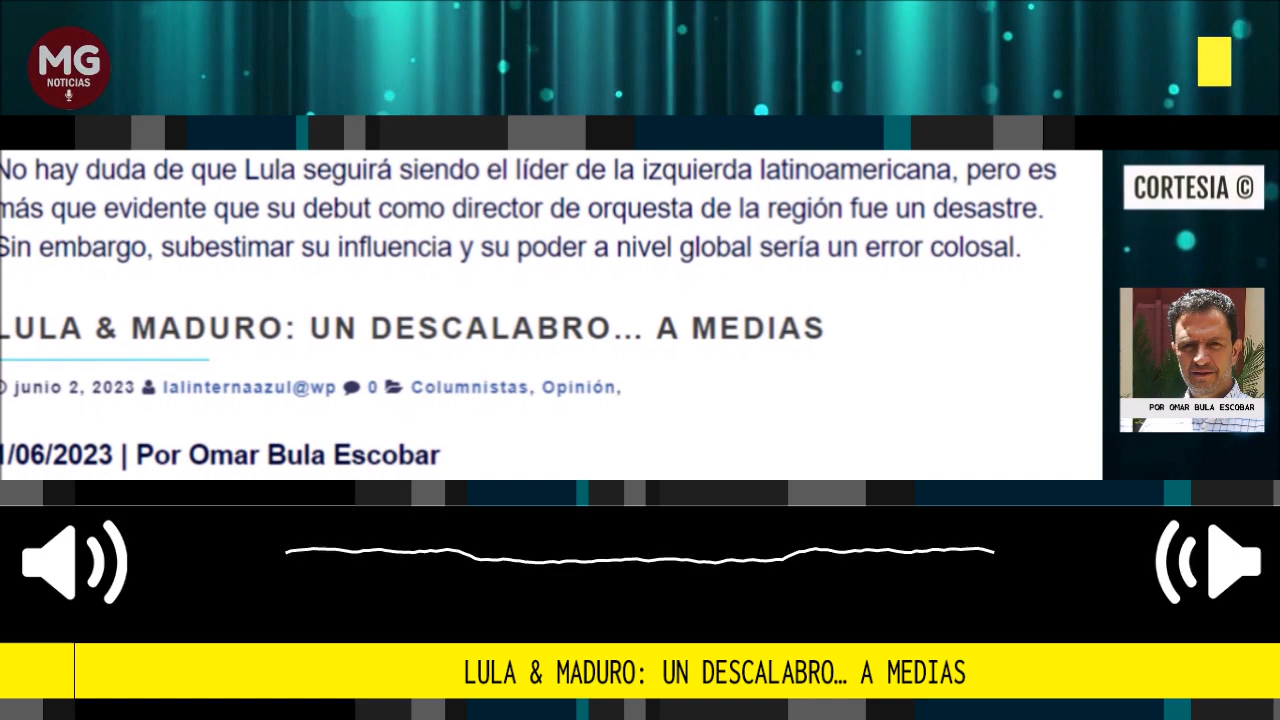 MG
NOTICIAS
No hay duda de que Lula seguirá siendo el líder de la izquierda latinoamericana, pero es
más que evidente que su debut como director de orquesta de la región fue un desastre.
Sin embargo, subestimar su influencia y su poder a nivel global sería un error colosal.
LULA & MADURO: UN DESCALABRO... A MEDIAS
junio 2, 2023 lalinternaazul@wp 0 Columnistas, Opinión,
1/06/2023 | Por Omar Bula Escobar
CORTESIA ©
POR OMAR BULA ESCOBAR
LULA & MADURO: UN DESCALABRO… A MEDIAS